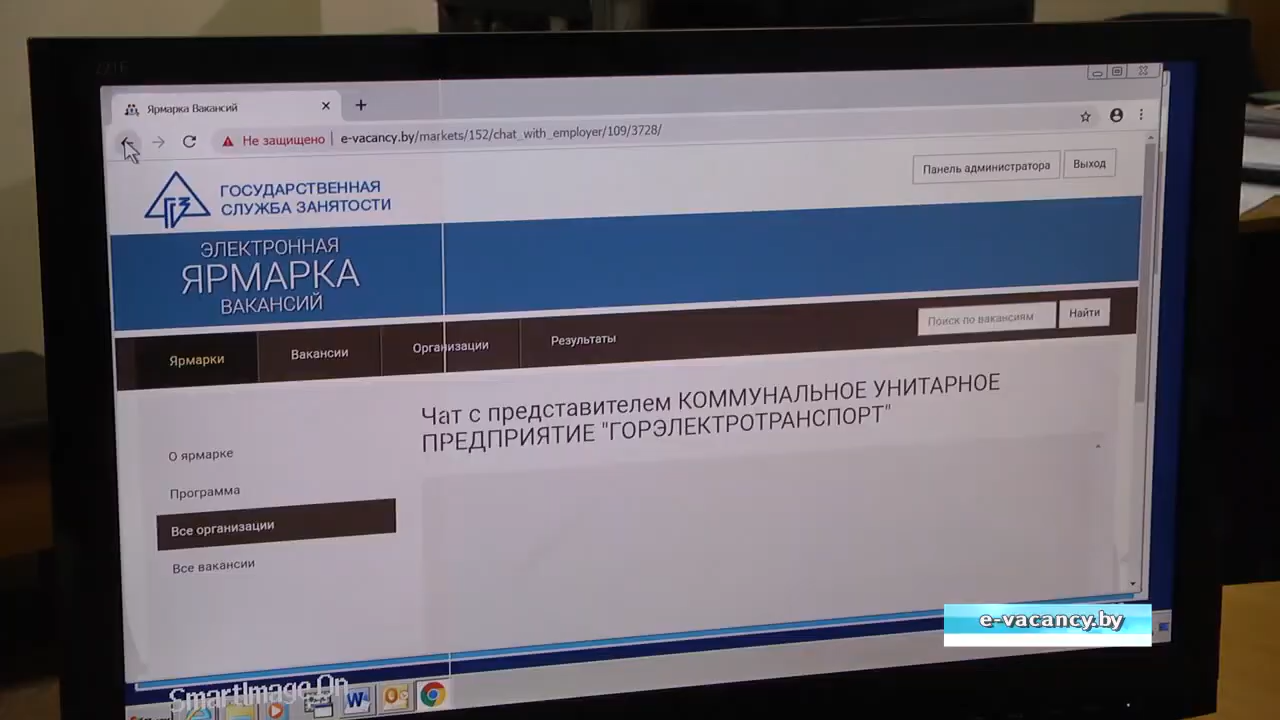 221E
Ярмарка Вакансий
Не защищено | e-vacancy.by/markets/152/chat_with_employer/109/3728/
Панель администратора
Выход
ГОСУДАРСТВЕННАЯ
СЛУЖБА ЗАНЯТОСТИ
ЭЛЕКТРОННАЯ
ЯРМАРКА
ВАКАНСИЙ
Поиск по вакансиям
Найти
Ярмарки
Вакансии
Организации
Результаты
Чат с представителем КОММУНАЛЬНОЕ УНИТАРНОЕ
ПРЕДПРИЯТИЕ "ГОРЭЛЕКТРОТРАНСПОРТ"
О ярмарке
Программа
Все организации
Все вакансии
e-vacancy.by
SmartImage On